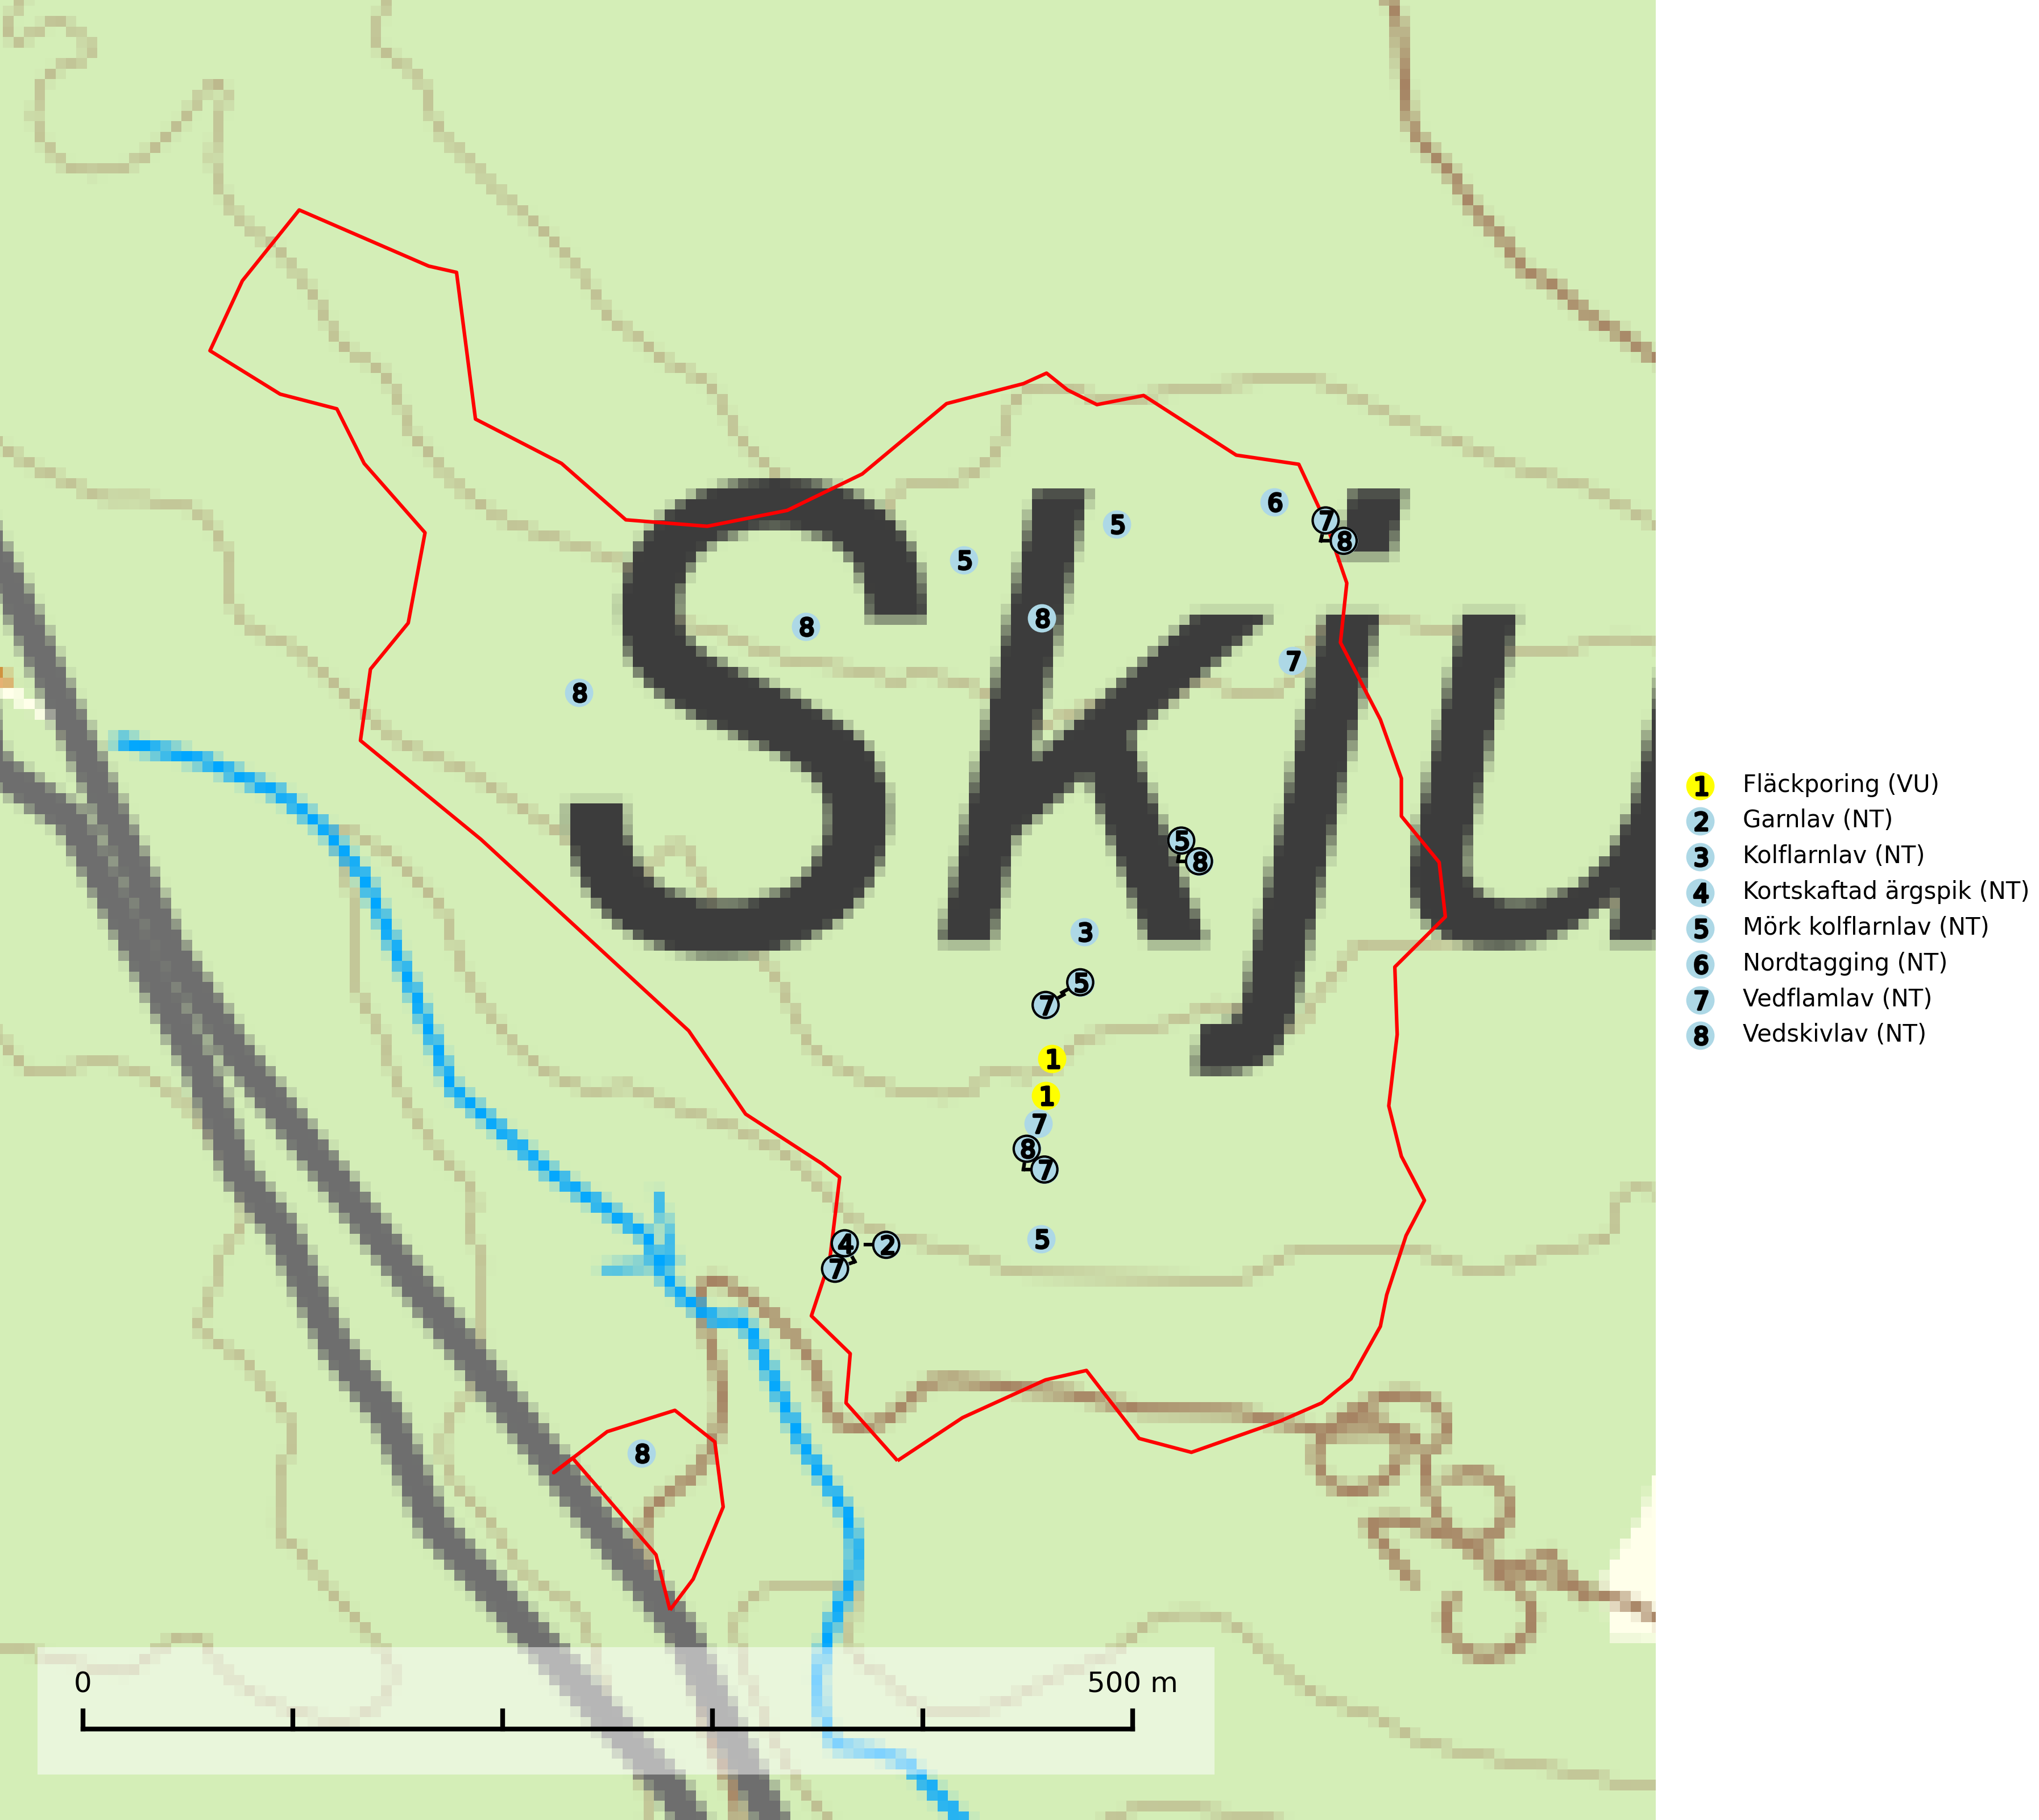 6
7
5
8
5
8
8
7
8
5
8
3
5
7
1
1
7
8
7
4
2
7
5
8
Skju
0
500 m
1 Fläckporing (VU)
2 Garnlav (NT)
3 Kolflarnlav (NT)
4 Kortskaftad ärgspik (NT)
5 Mörk kolflarnlav (NT)
6 Nordtagging (NT)
7 Vedflamlav (NT)
8 Vedskivlav (NT)